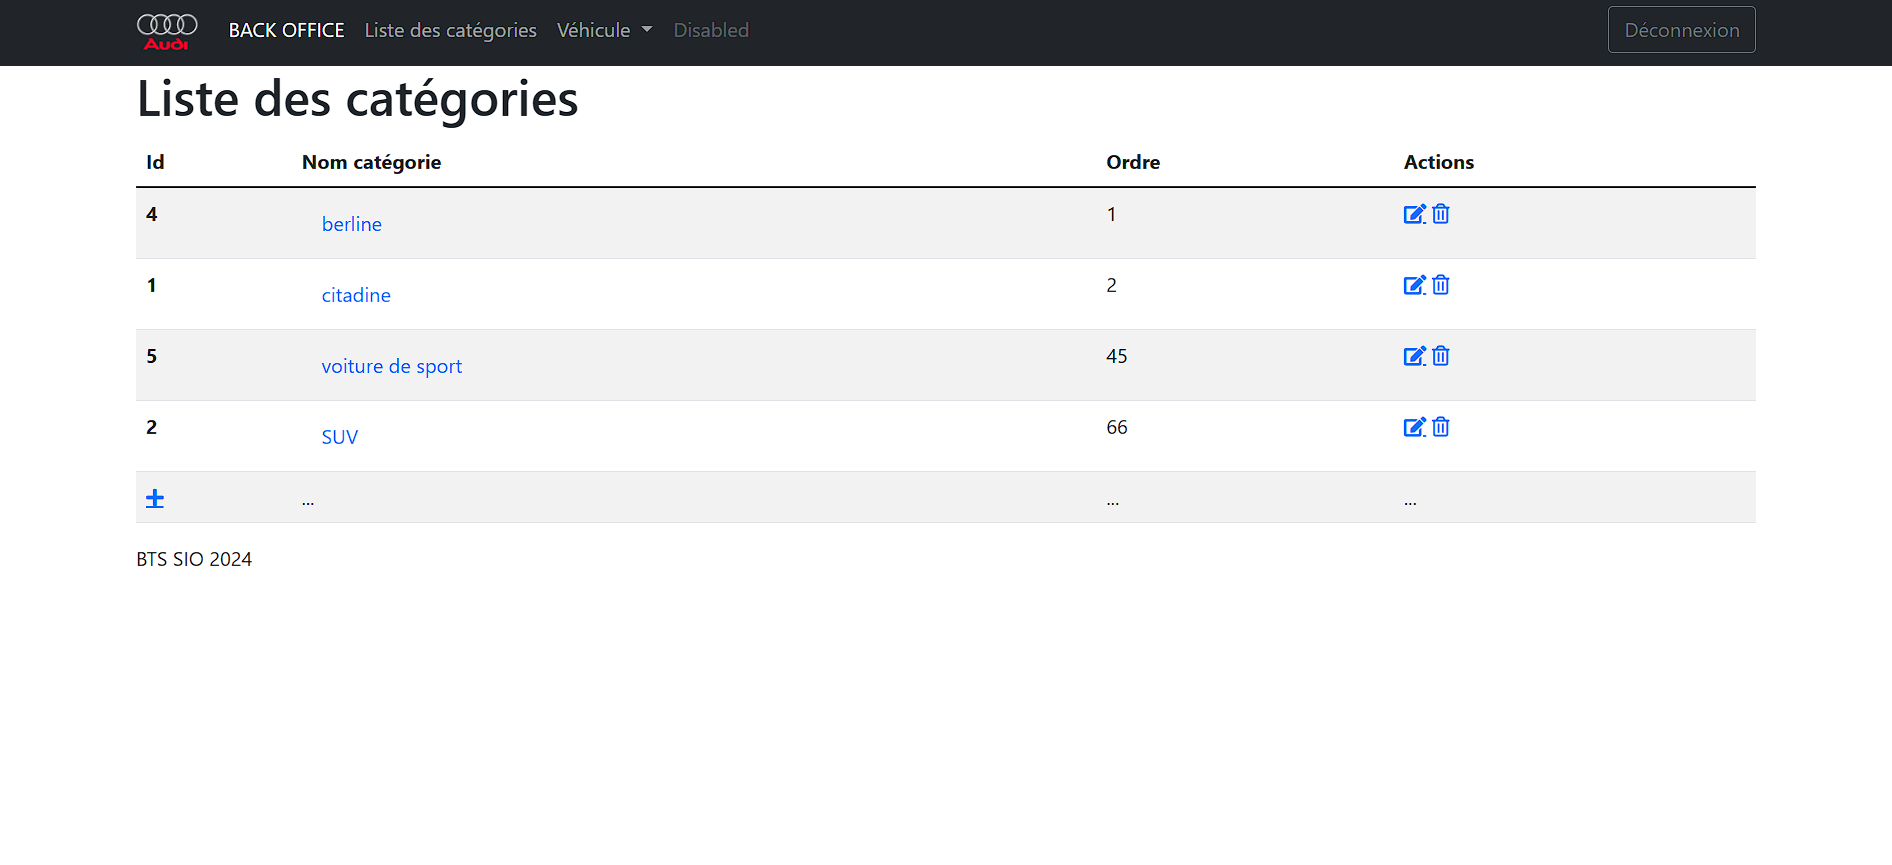 Audi BACK OFFICE Liste des catégories Véhicule Disabled Déconnexion
Liste des catégories
Id Nom catégorie Ordre Actions
4 berline 1
1 citadine 2
5 voiture de sport 45
2 SUV 66
... ... ...
BTS SIO 2024